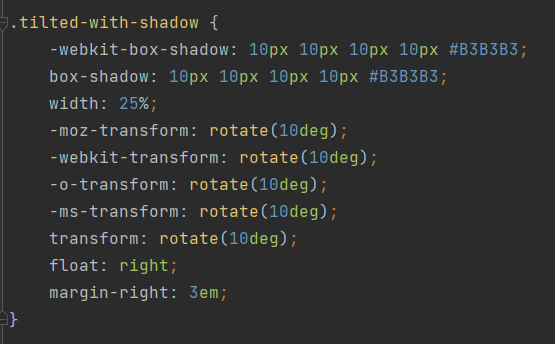 .tilted-with-shadow {
    -webkit-box-shadow: 10px 10px 10px 10px #B3B3B3;
    box-shadow: 10px 10px 10px 10px #B3B3B3;
    width: 25%;
    -moz-transform: rotate(10deg);
    -webkit-transform: rotate(10deg);
    -o-transform: rotate(10deg);
    -ms-transform: rotate(10deg);
    transform: rotate(10deg);
    float: right;
    margin-right: 3em;
}